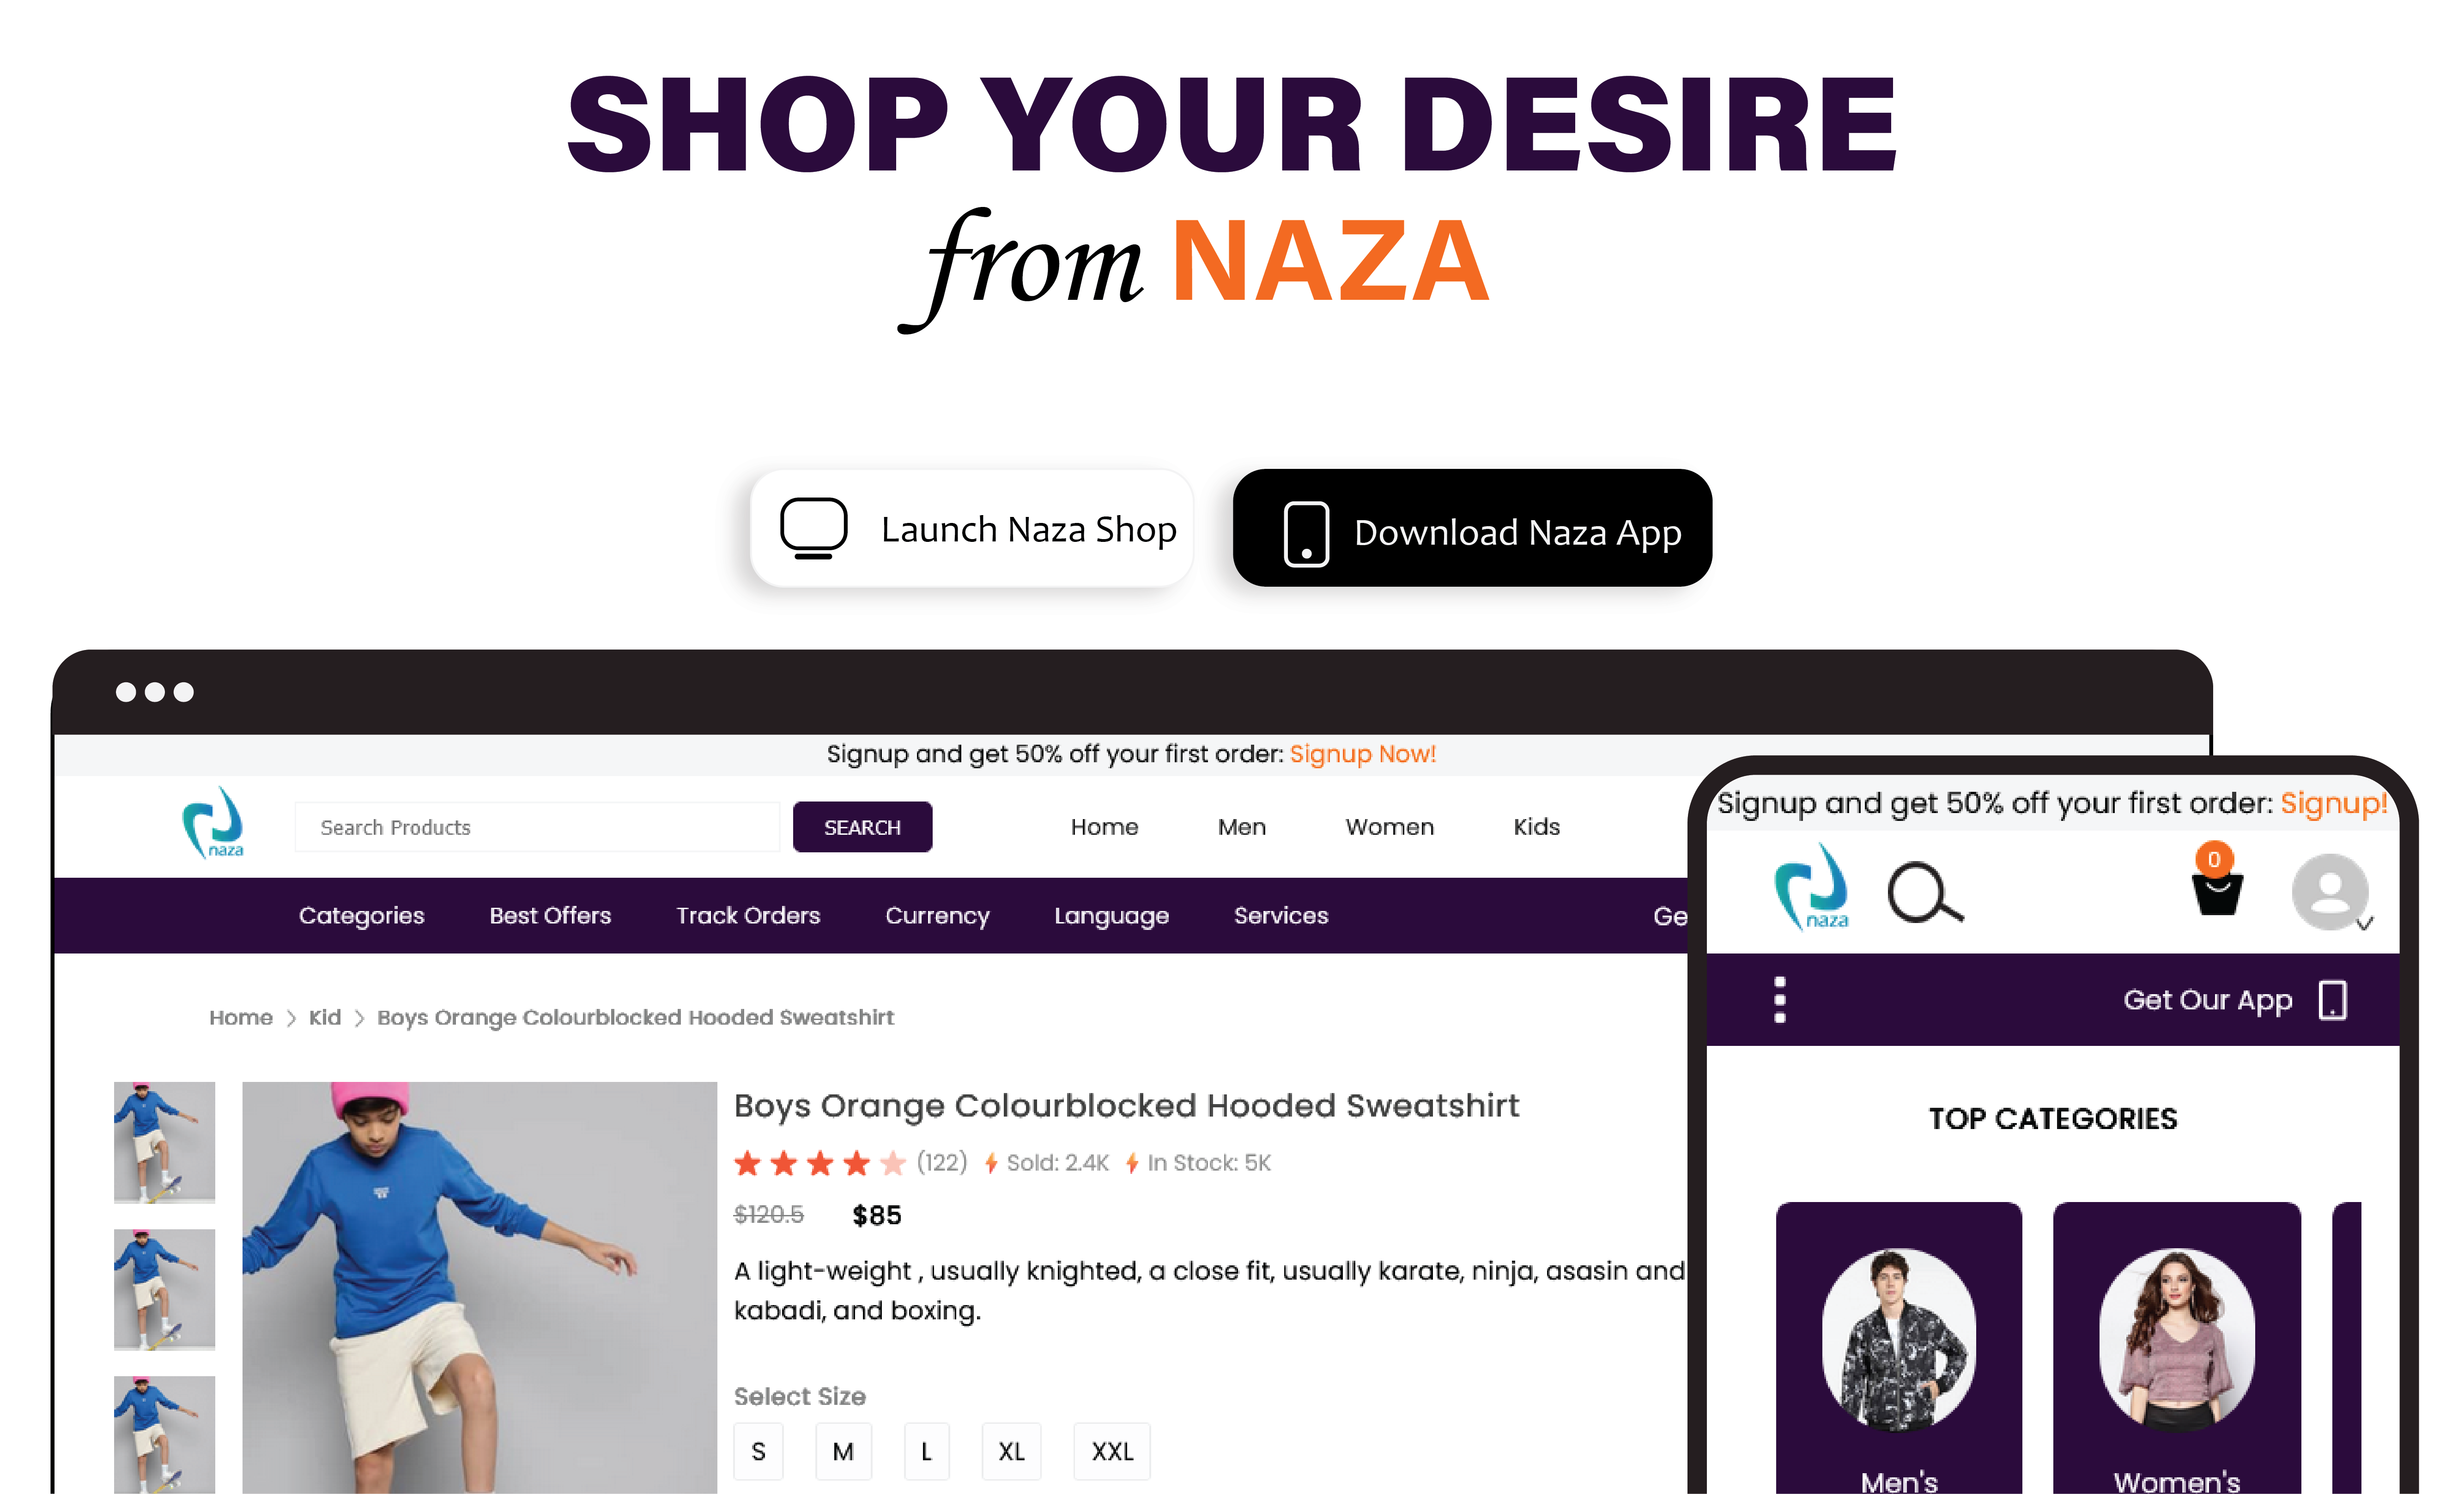 SHOP YOUR DESIRE
from NAZA
Launch Naza Shop
Download Naza App
Signup and get 50% off your first order: Signup Now!
naza
Search Products
SEARCH
Home
Men
Women
Kids
Categories
Best Offers
Track Orders
Currency
Language
Services
Ge
Home > Kid > Boys Orange Colourblocked Hooded Sweatshirt
Boys Orange Colourblocked Hooded Sweatshirt
(122) Sold: 2.4K In Stock: 5K
$120.5 $85
A light-weight , usually knighted, a close fit, usually karate, ninja, asasin and
kabadi, and boxing.
Select Size
S M L XL XXL
Signup and get 50% off your first order: Signup!
naza
0
Get Our App
TOP CATEGORIES
Men's
Women's